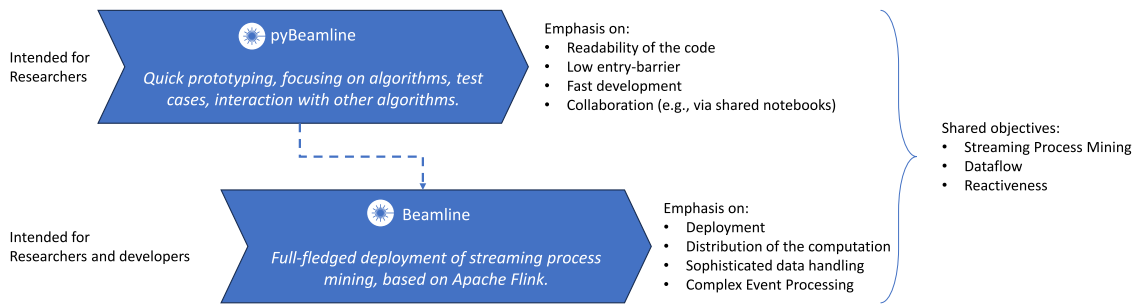 Intended for
Researchers
pyBeamline
Quick prototyping, focusing on algorithms, test
cases, interaction with other algorithms.
Emphasis on:
• Readability of the code
• Low entry-barrier
• Fast development
• Collaboration (e.g., via shared notebooks)
Intended for
Researchers and developers
Beamline
Full-fledged deployment of streaming process
mining, based on Apache Flink.
Emphasis on:
• Deployment
• Distribution of the computation
• Sophisticated data handling
• Complex Event Processing
Shared objectives:
• Streaming Process Mining
• Dataflow
• Reactiveness